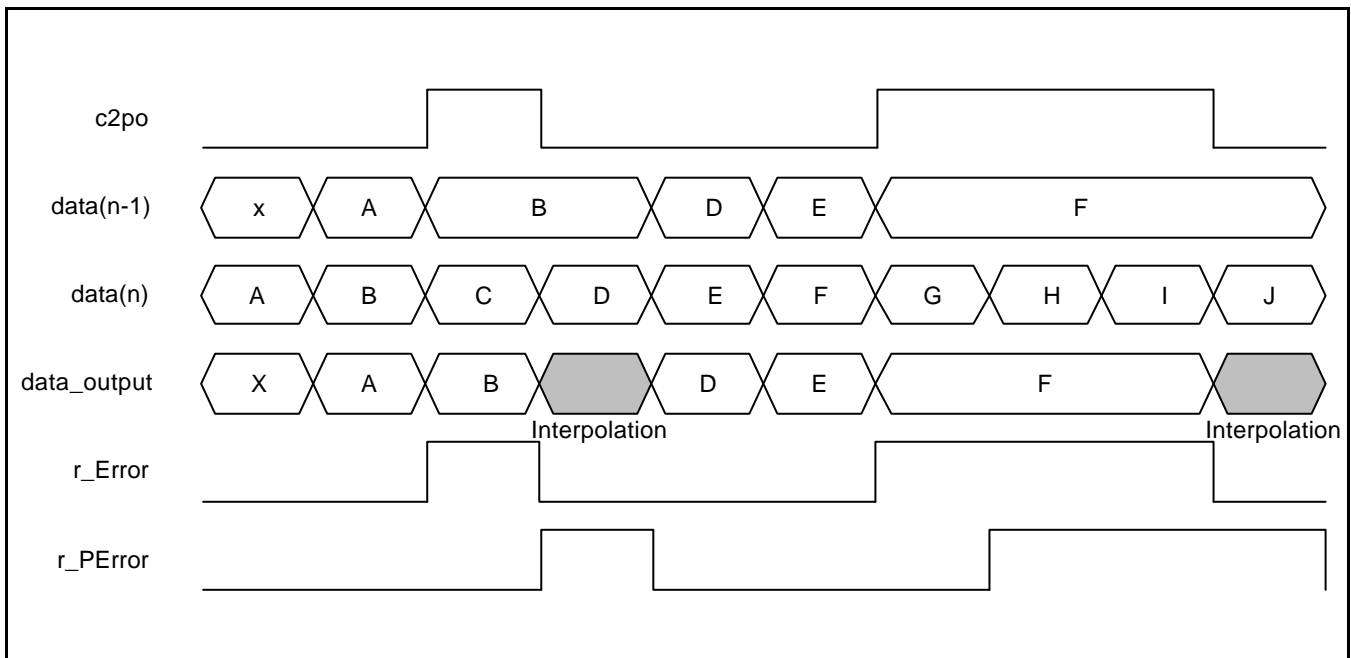 c2po
data(n-1) x A B D E F
data(n) A B C D E F G H I J
data_output X A B D E F
Interpolation Interpolation
r_Error
r_PError